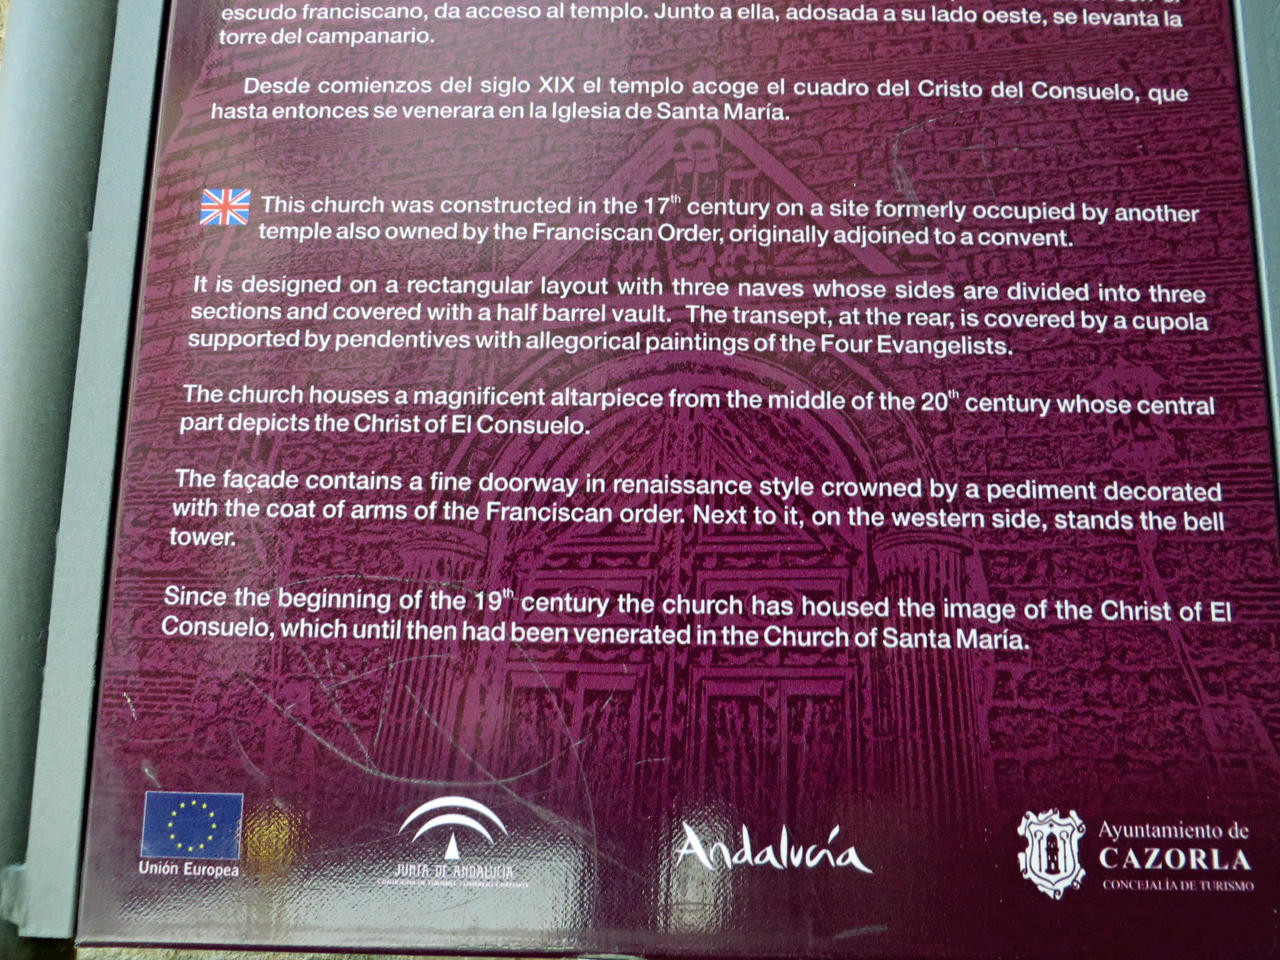 escudo franciscano, da acceso al templo. Junto a ella, adosada a su lado oeste, se levanta la
torre del campanario.
Desde comienzos del siglo XIX el templo acoge el cuadro del Cristo del Consuelo, que
hasta entonces se venerara en la Iglesia de Santa María.
This church was constructed in the 17th century on a site formerly occupied by another
temple also owned by the Franciscan Order, originally adjoined to a convent.
It is designed on a rectangular layout with three naves whose sides are divided into three
sections and covered with a half barrel vault. The transept, at the rear, is covered by a cupola
supported by pendentives with allegorical paintings of the Four Evangelists.
The church houses a magnificent altarpiece from the middle of the 20th century whose central
part depicts the Christ of El Consuelo.
The façade contains a fine doorway in renaissance style crowned by a pediment decorated
with the coat of arms of the Franciscan order. Next to it, on the western side, stands the bell
tower.
Since the beginning of the 19th century the church has housed the image of the Christ of El
Consuelo, which until then had been venerated in the Church of Santa María.
Unión Europea
JUNTA DE ANDALUCIA
CONSEJERÍA DE TURISMO, COMERCIO Y DEPORTE
Andalucía
Ayuntamiento de
CAZORLA
CONCEJALÍA DE TURISMO